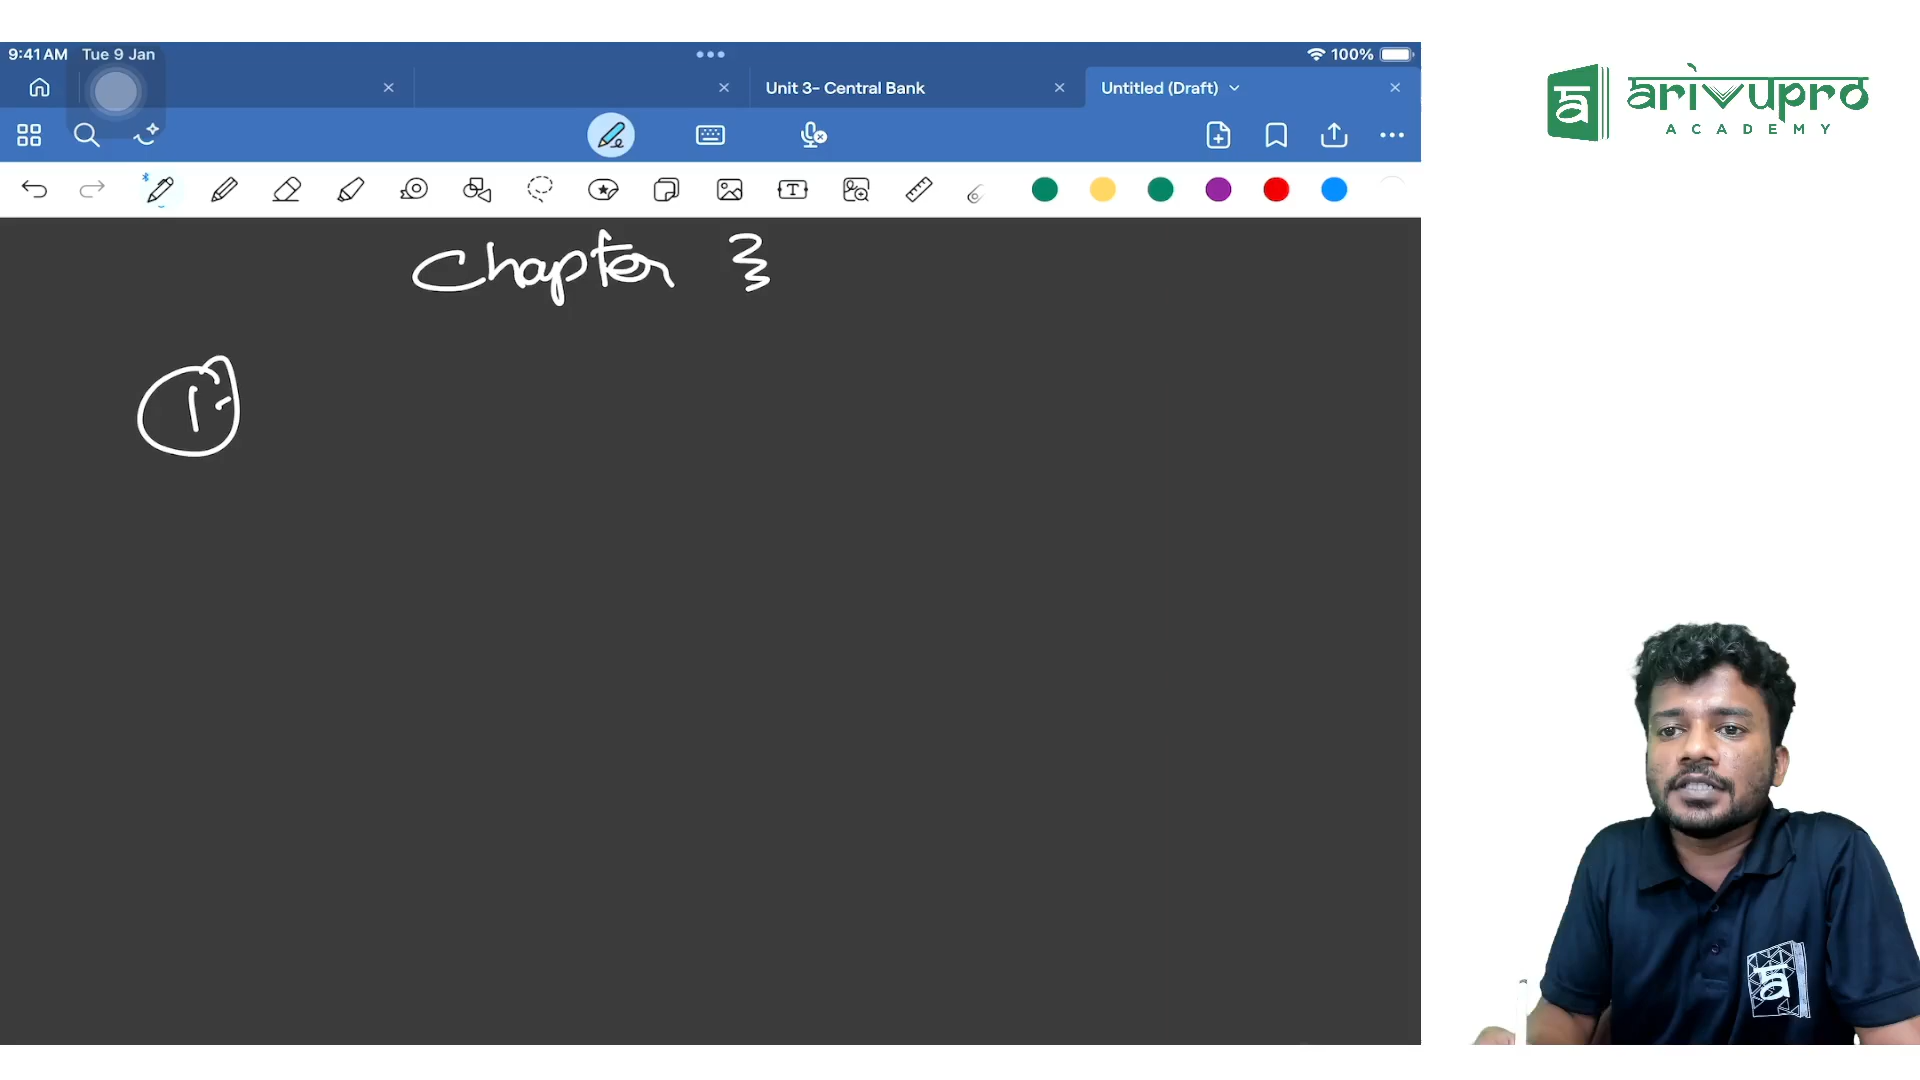 9:41 AM Tue 9 Jan
100%
Unit 3- Central Bank
Untitled (Draft)
arivupro
ACADEMY
Chapter 3
1